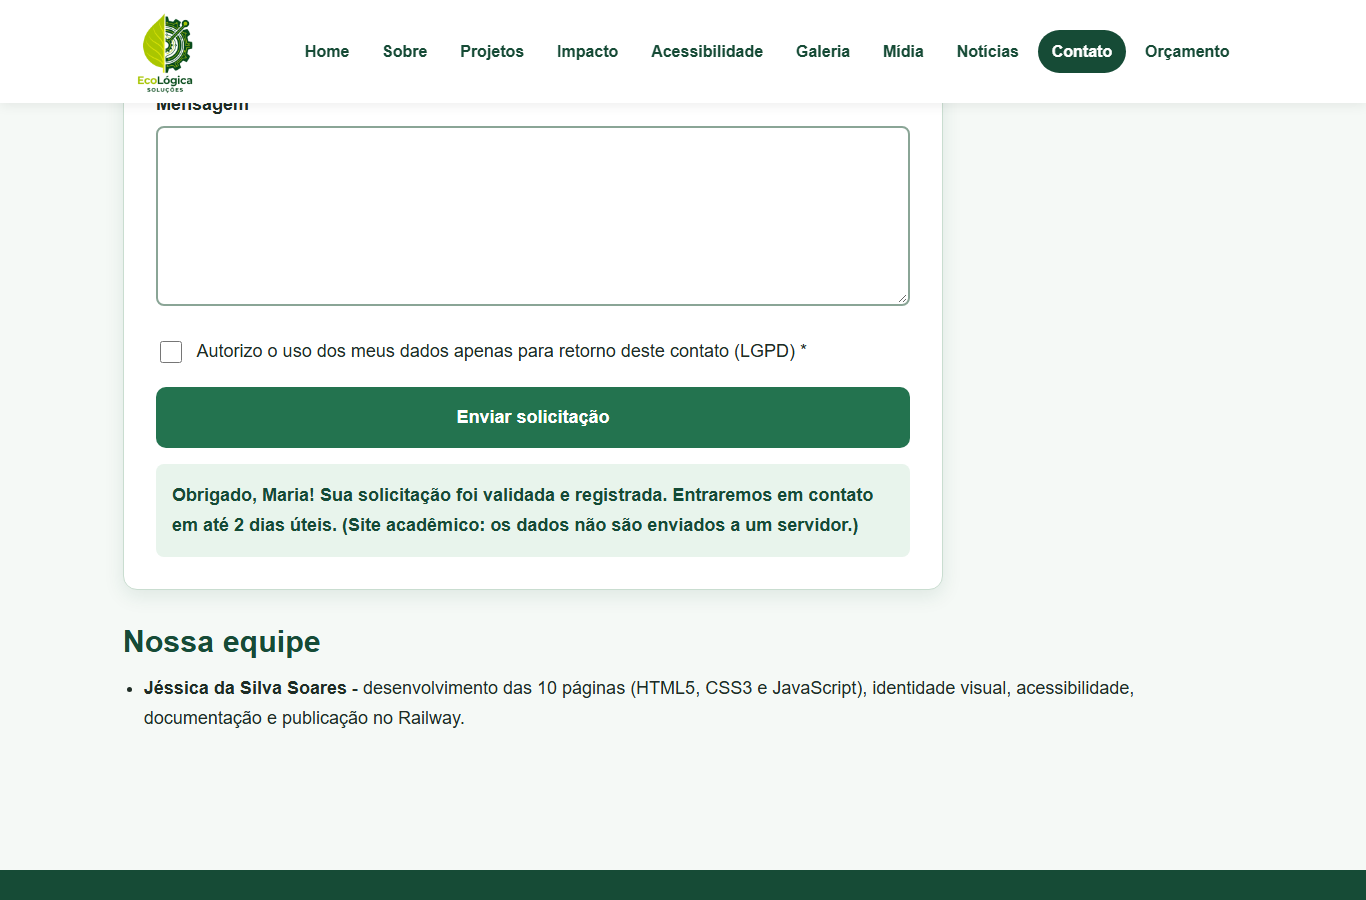 EcoLógica
SOLUÇÕES
Home
Sobre
Projetos
Impacto
Acessibilidade
Galeria
Mídia
Notícias
Contato
Orçamento
Mensagem
Autorizo o uso dos meus dados apenas para retorno deste contato (LGPD) *
Enviar solicitação
Obrigado, Maria! Sua solicitação foi validada e registrada. Entraremos em contato
em até 2 dias úteis. (Site acadêmico: os dados não são enviados a um servidor.)
Nossa equipe
• Jéssica da Silva Soares - desenvolvimento das 10 páginas (HTML5, CSS3 e JavaScript), identidade visual, acessibilidade,
documentação e publicação no Railway.